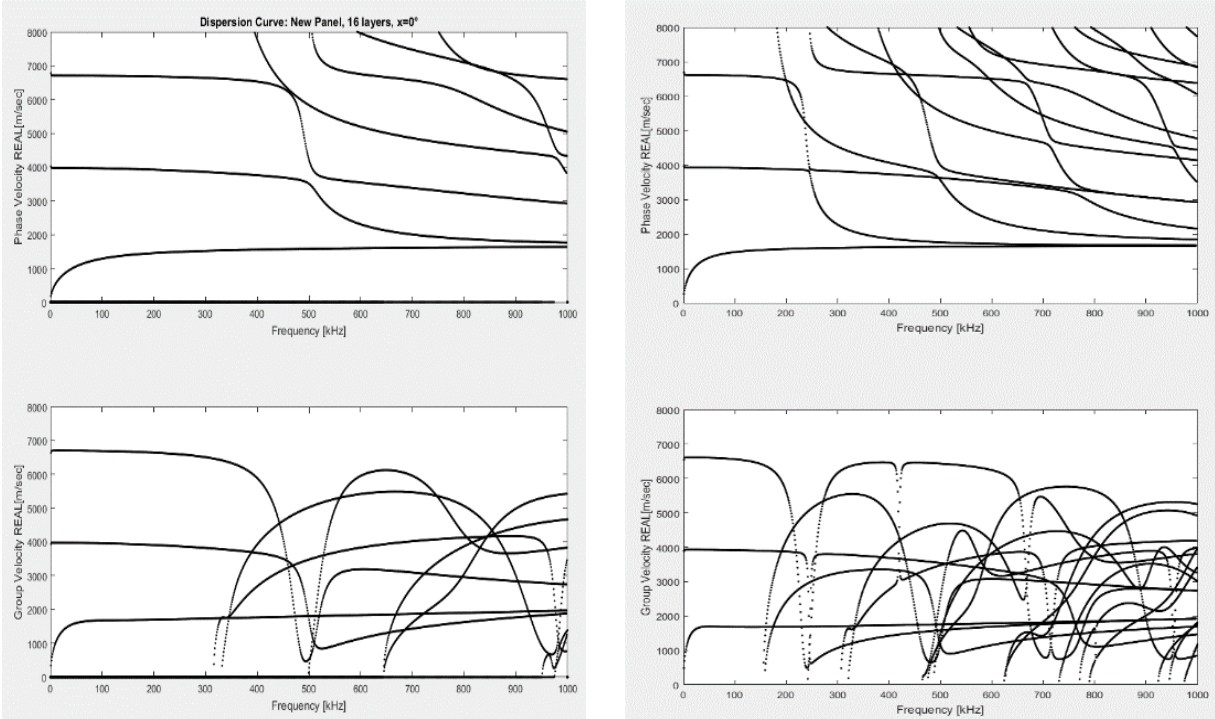 Dispersion Curve: New Panel, 16 layers, x=0°
8000
7000
6000
5000
4000
3000
2000
1000
0
Phase Velocity REAL[m/sec]
0 100 200 300 400 500 600 700 800 900 1000
Frequency [kHz]
8000
7000
6000
5000
4000
3000
2000
1000
0
Phase Velocity REAL[m/sec]
0 100 200 300 400 500 600 700 800 900 1000
Frequency [kHz]
8000
7000
6000
5000
4000
3000
2000
1000
0
Group Velocity REAL[m/sec]
0 100 200 300 400 500 600 700 800 900 1000
Frequency [kHz]
8000
7000
6000
5000
4000
3000
2000
1000
0
Group Velocity REAL[m/sec]
0 100 200 300 400 500 600 700 800 900 1000
Frequency [kHz]